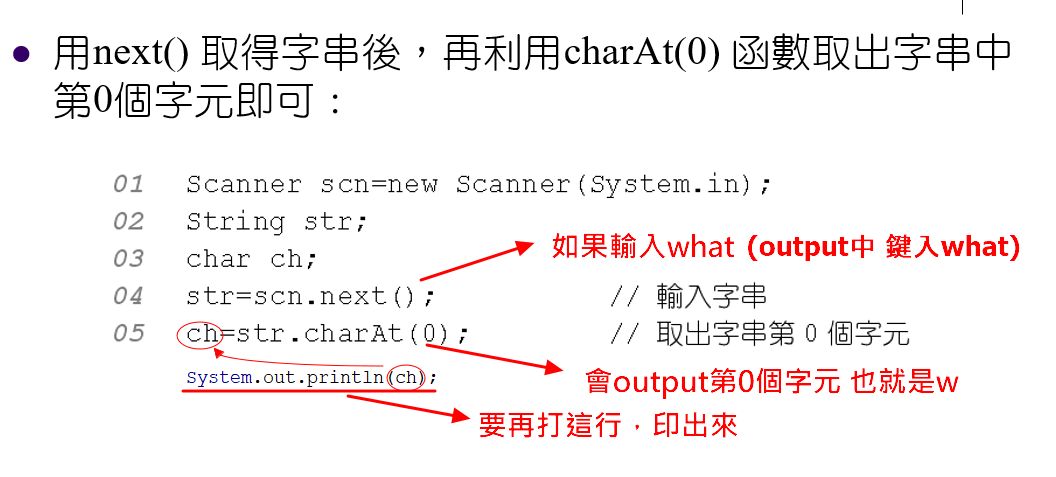 用next() 取得字串後，再利用charAt(0) 函數取出字串中
第0個字元即可：
01 Scanner scn=new Scanner(System.in);
02 String str;
如果輸入what (output中 鍵入what)
03 char ch;
04 str=scn.next(); // 輸入字串
05 ch=str.charAt(0); // 取出字串第 0 個字元
System.out.println(ch);
會output第0個字元 也就是w
要再打這行，印出來